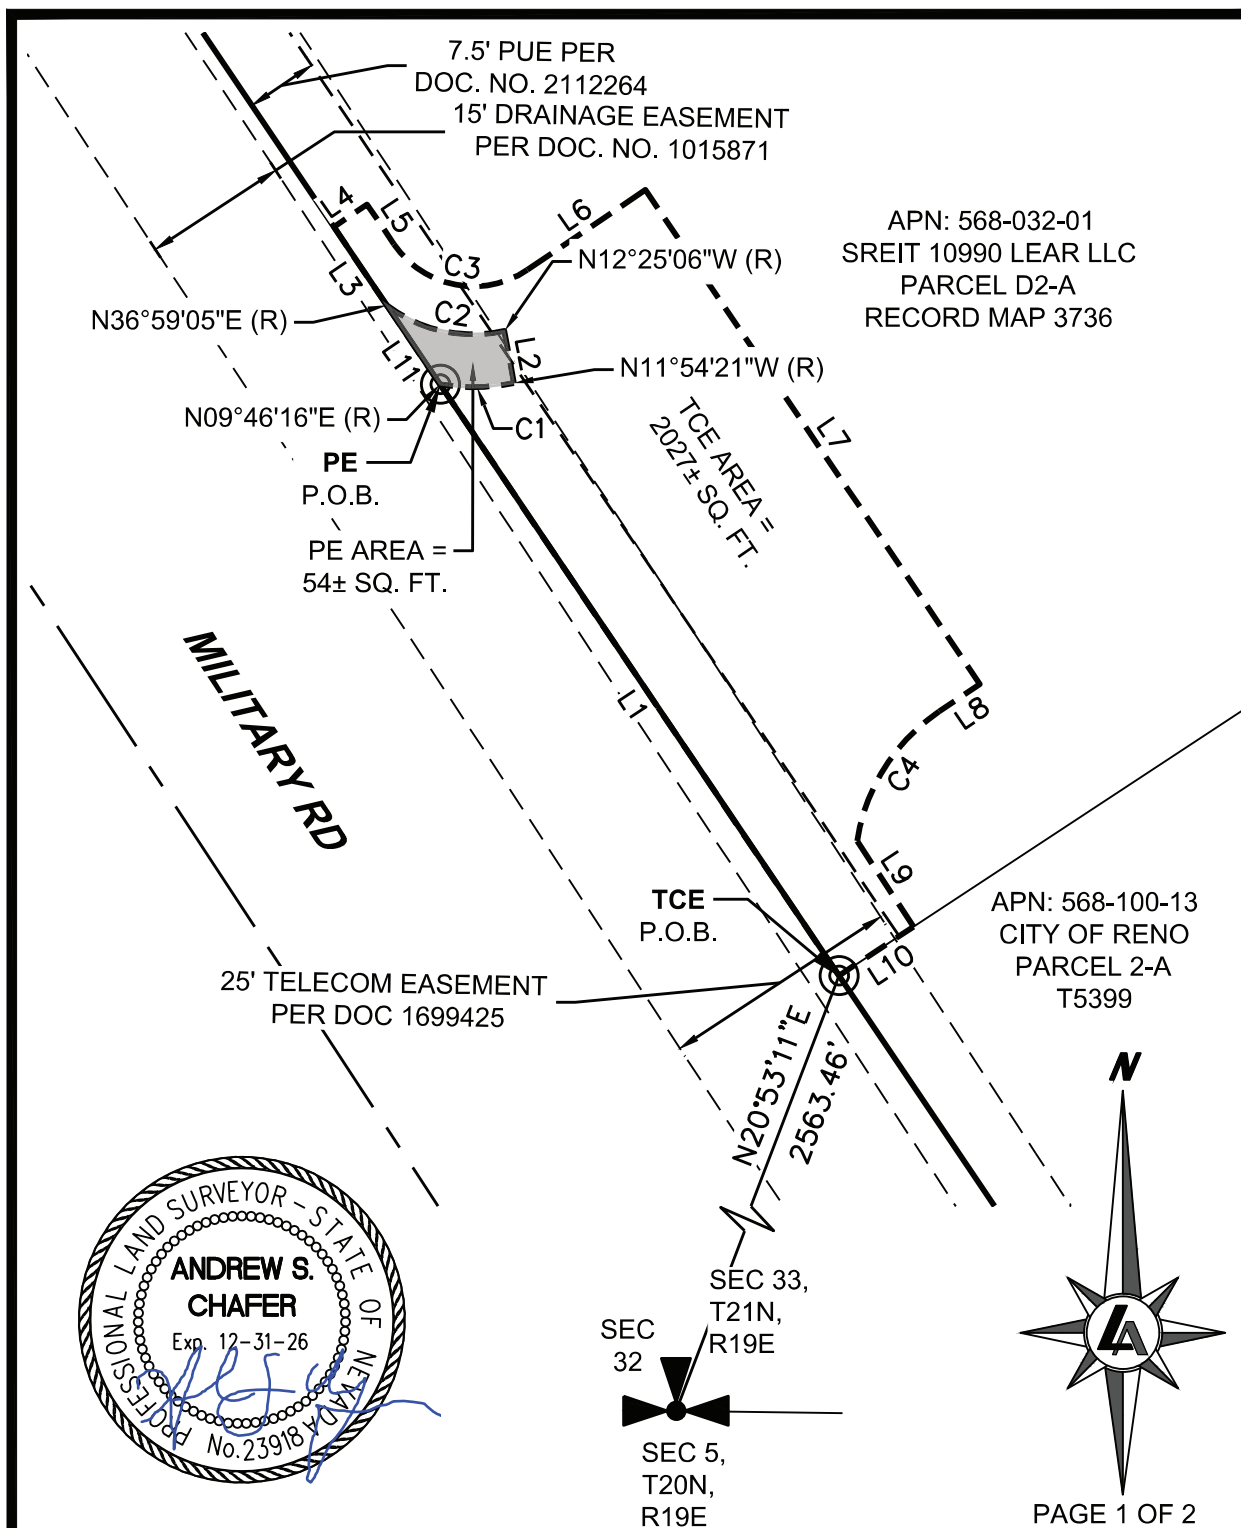 7.5' PUE PER
DOC. NO. 2112264
15' DRAINAGE EASEMENT
PER DOC. NO. 1015871
L4
L5
L6
C3
L3
N12°25'06"W (R)
APN: 568-032-01
SREIT 10990 LEAR LLC
PARCEL D2-A
RECORD MAP 3736
N36°59'05"E (R)
C2
L2
L11
N11°54'21"W (R)
N09°46'16"E (R)
C1
PE
P.O.B.
PE AREA =
54± SQ. FT.
TCE AREA =
2027± SQ. FT.
L7
MILITARY RD
L1
L8
C4
L9
TCE
P.O.B.
L10
APN: 568-100-13
CITY OF RENO
PARCEL 2-A
T5399
25' TELECOM EASEMENT
PER DOC 1699425
N20°53'11"E
2563.46'
N
LA
PROFESSIONAL LAND SURVEYOR - STATE OF NEVADA
ANDREW S.
CHAFER
Exp. 12-31-26
No. 23918
SEC 33,
T21N,
R19E
SEC
32
SEC 5,
T20N,
R19E
PAGE 1 OF 2